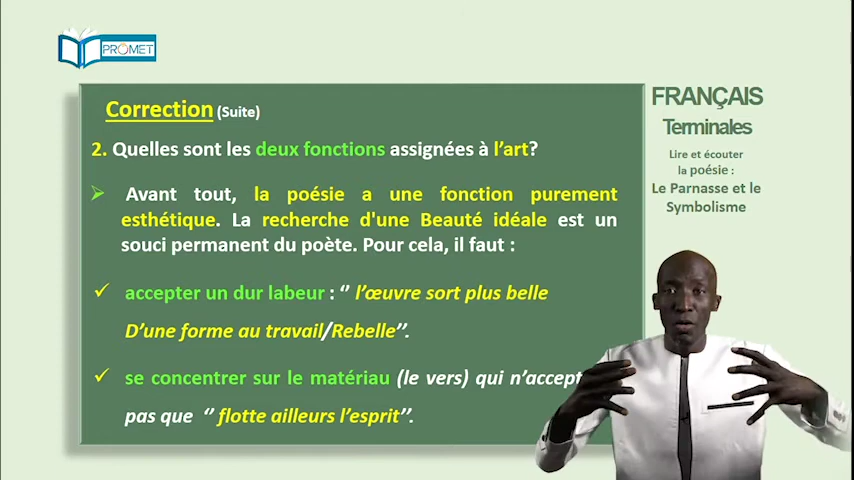 PROMET
Correction (Suite)
2. Quelles sont les deux fonctions assignées à l'art?
Avant tout, la poésie a une fonction purement
esthétique. La recherche d'une Beauté idéale est un
souci permanent du poète. Pour cela, il faut :
accepter un dur labeur : ‘’ l’œuvre sort plus belle
D’une forme au travail/Rebelle’’.
se concentrer sur le matériau (le vers) qui n’accept
pas que ‘’ flotte ailleurs l’esprit’’.
FRANÇAIS
Terminales
Lire et écouter
la poésie :
Le Parnasse et le
Symbolisme